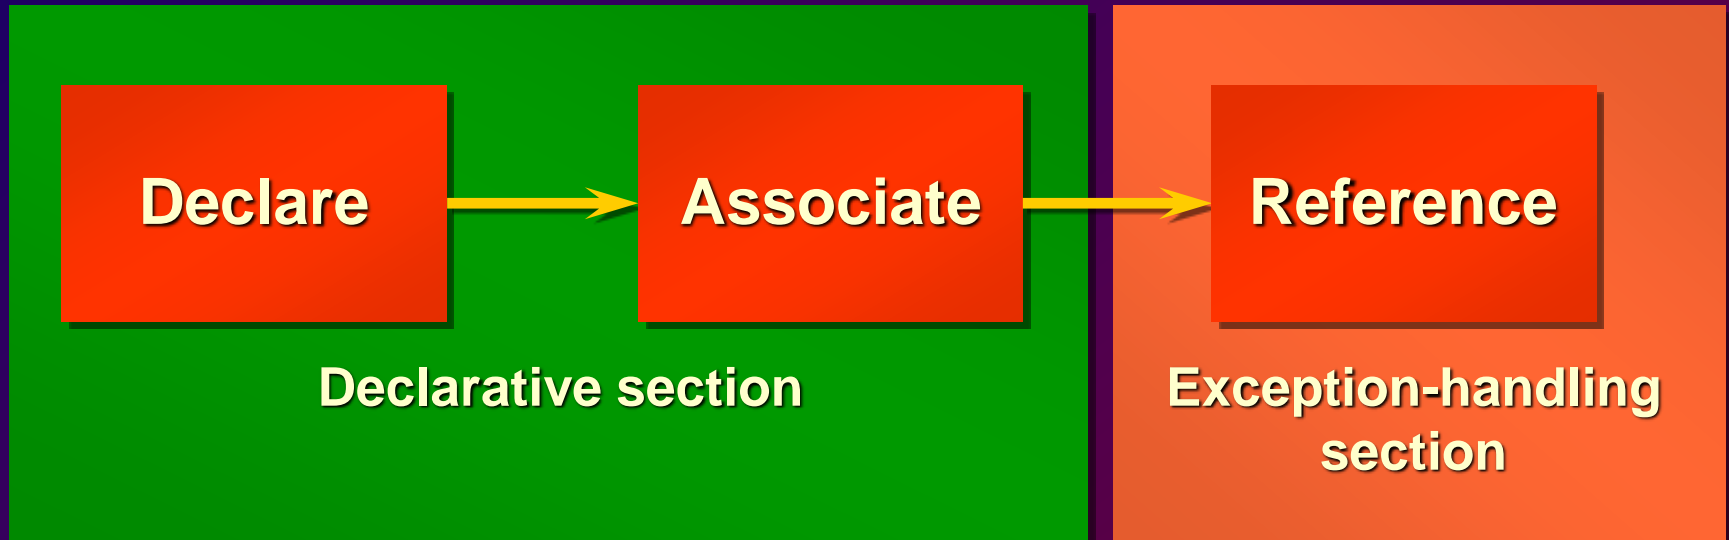 Declare
Associate
Reference
Declarative section
Exception-handling
section